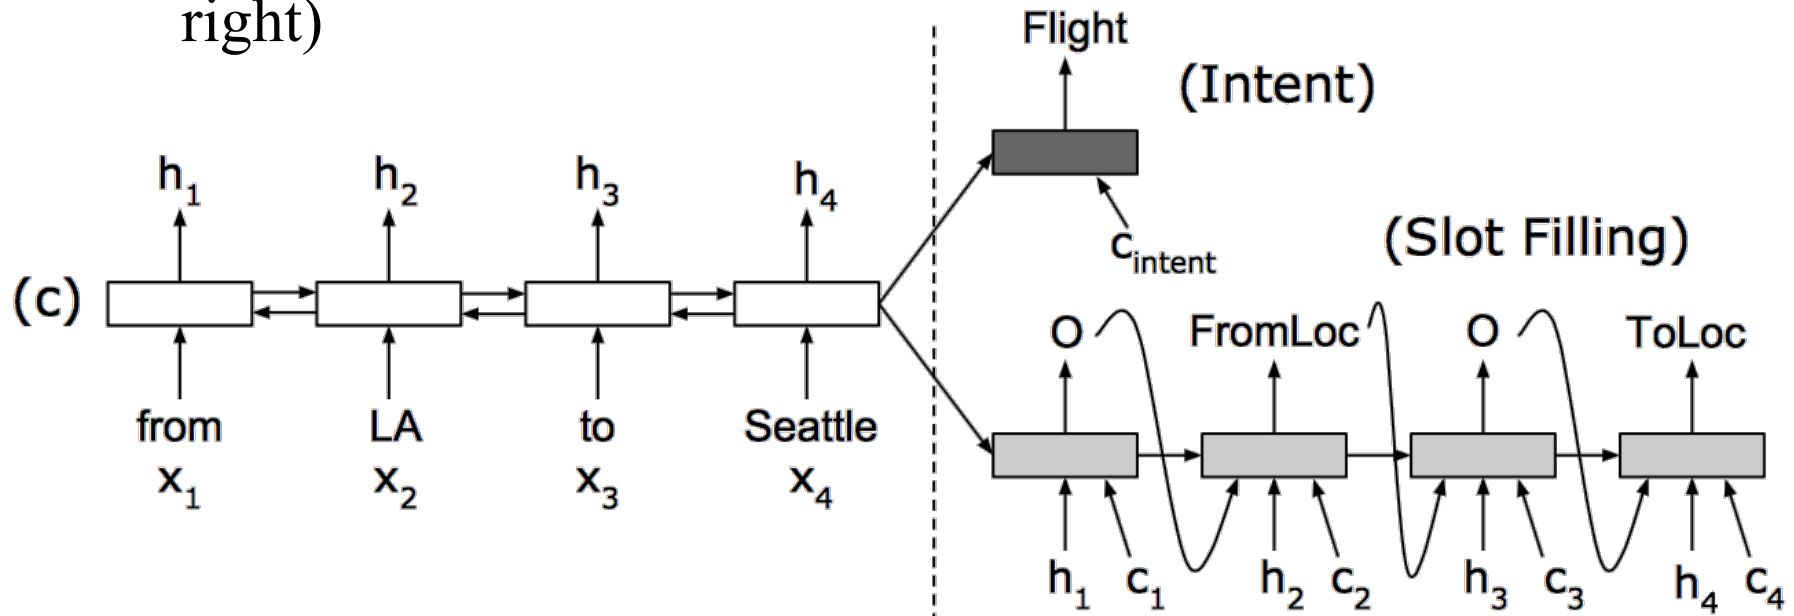 right)
Flight
(Intent)
h1 h2 h3 h4
cintent
(Slot Filling)
(c)
O FromLoc O ToLoc
from LA to Seattle
x1 x2 x3 x4
h1 c1 h2 c2 h3 c3 h4 c4